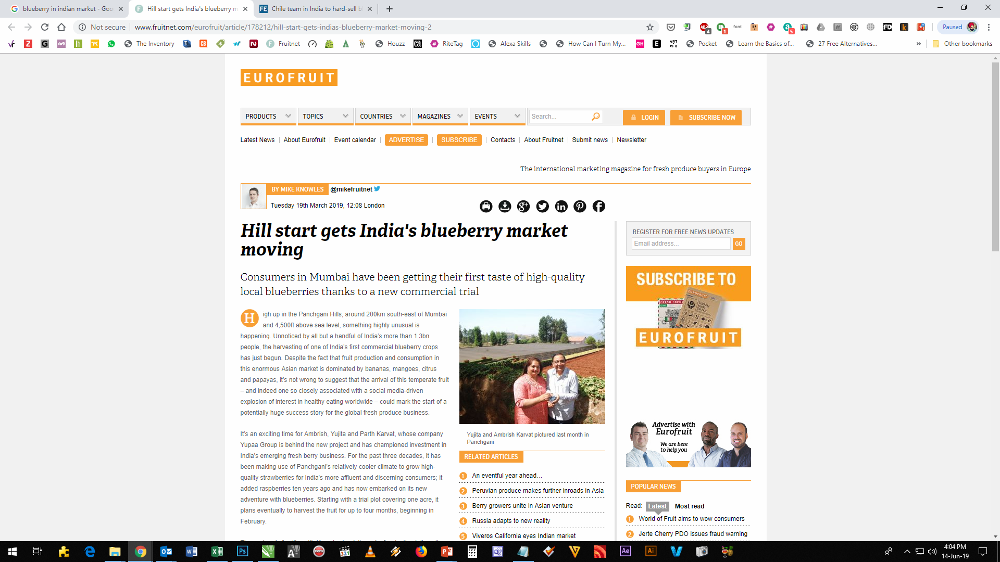 blueberry in indian market - Goo
Hill start gets India's blueberry m
Chile team in India to hard-sell bl
Not secure
www.fruitnet.com/eurofruit/article/178212/hill-start-gets-indias-blueberry-market-moving-2
Paused
The Inventory
Fruitnet
Houzz
RiteTag
Alexa Skills
How Can I Turn My...
Pocket
Learn the Basics of...
27 Free Alternatives...
Other bookmarks
EUROFRUIT
PRODUCTS
TOPICS
COUNTRIES
MAGAZINES
EVENTS
Search...
LOGIN
SUBSCRIBE NOW
Latest News
About Eurofruit
Event calendar
ADVERTISE
SUBSCRIBE
Contacts
About Fruitnet
Submit news
Newsletter
The international marketing magazine for fresh produce buyers in Europe
BY MIKE KNOWLES
@mikefruitnet
Tuesday 19th March 2019, 12:08 London
Hill start gets India's blueberry market
moving
Consumers in Mumbai have been getting their first taste of high-quality
local blueberries thanks to a new commercial trial
High up in the Panchgani Hills, around 200km south-east of Mumbai
and 4,500ft above sea level, something highly unusual is
happening. Unnoticed by all but a handful of India's more than 1.3bn
people, the harvesting of one of India's first commercial blueberry crops
has just begun. Despite the fact that fruit production and consumption in
this enormous Asian market is dominated by bananas, mangoes, citrus
and papayas, it's not wrong to suggest that the arrival of this temperate fruit
– and indeed one so closely associated with a social media-driven
explosion of interest in healthy eating worldwide – could mark the start of a
potentially huge success story for the global fresh produce business.
It's an exciting time for Ambrish, Yujita and Parth Karvat, whose company
Yupaa Group is behind the new project and has championed investment in
India's emerging fresh berry business. For the past three decades, it has
been making use of Panchgani's relatively cooler climate to grow high-
quality strawberries for India's more affluent and discerning consumers; it
added raspberries ten years ago and has now embarked on its new
adventure with blueberries. Starting with a trial plot covering one acre, it
plans eventually to harvest the fruit for up to four months, beginning in
February.
Yujita and Ambrish Karvat pictured last month in
Panchgani
RELATED ARTICLES
1 An eventful year ahead…
2 Peruvian produce makes further inroads in Asia
3 Berry growers unite in Asian venture
4 Russia adapts to new reality
5 Viveros California eyes Indian market
REGISTER FOR FREE NEWS UPDATES
Email address...
GO
SUBSCRIBE TO
EUROFRUIT
FRESH FOCUS
Thinking
inside
the box
EUROFRUIT
Advertise with
Eurofruit
We are here
to help you
POPULAR NEWS
Read: Latest Most read
1 World of Fruit aims to wow consumers
2 Jerte Cherry PDO issues fraud warning
4:04 PM
14-Jun-19